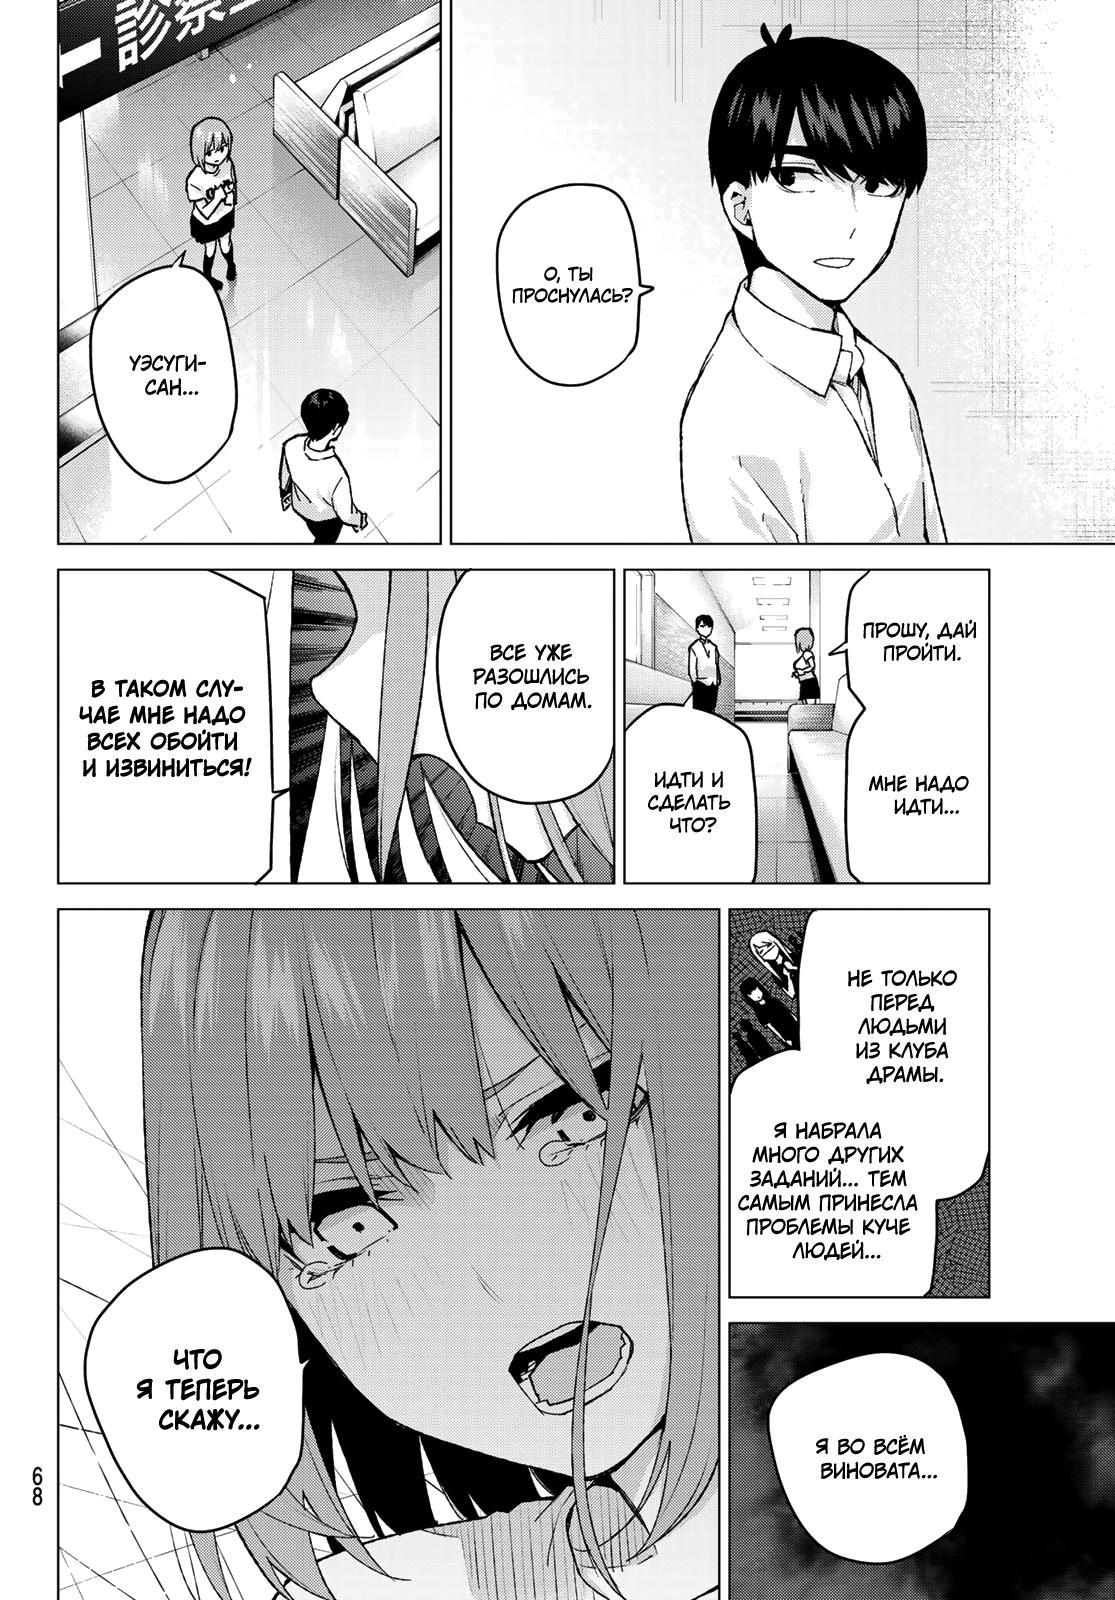 О, ТЫ
ПРОСНУЛАСЬ?
診察
УЭСУГИ-
САН...
ПРОШУ, ДАЙ
ПРОЙТИ.
МНЕ НАДО
ИДТИ...
ИДТИ И
СДЕЛАТЬ
ЧТО?
ВСЕ УЖЕ
РАЗОШЛИСЬ
ПО ДОМАМ.
В ТАКОМ СЛУ-
ЧАЕ МНЕ НАДО
ВСЕХ ОБОЙТИ
И ИЗВИНИТЬСЯ!
НЕ ТОЛЬКО
ПЕРЕД
ЛЮДЬМИ
ИЗ КЛУБА
ДРАМЫ.
Я НАБРАЛА
МНОГО ДРУГИХ
ЗАДАНИЙ... ТЕМ
САМЫМ ПРИНЕСЛА
ПРОБЛЕМЫ КУЧЕ
ЛЮДЕЙ...
Я ВО ВСЁМ
ВИНОВАТА...
ЧТО
Я ТЕПЕРЬ
СКАЖУ...
68